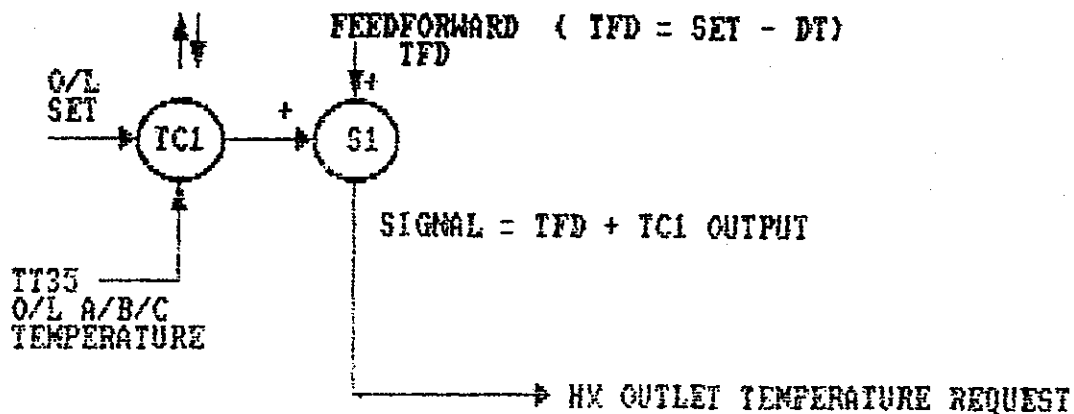 FEEDFORWARD ( TFD = SET - DT)
TFD
O/L
SET
+
+
TC1
S1
SIGNAL = TFD + TC1 OUTPUT
TT35
O/L A/B/C
TEMPERATURE
HX OUTLET TEMPERATURE REQUEST